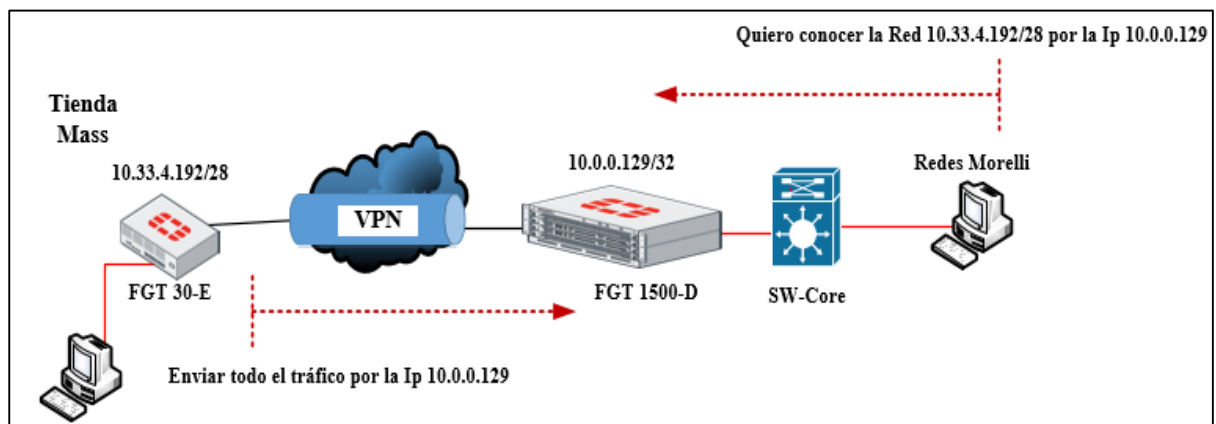 Quiero conocer la Red 10.33.4.192/28 por la Ip 10.0.0.129
Tienda
Mass
10.33.4.192/28
10.0.0.129/32
Redes Morelli
VPN
FGT 30-E
FGT 1500-D
SW-Core
Enviar todo el tráfico por la Ip 10.0.0.129